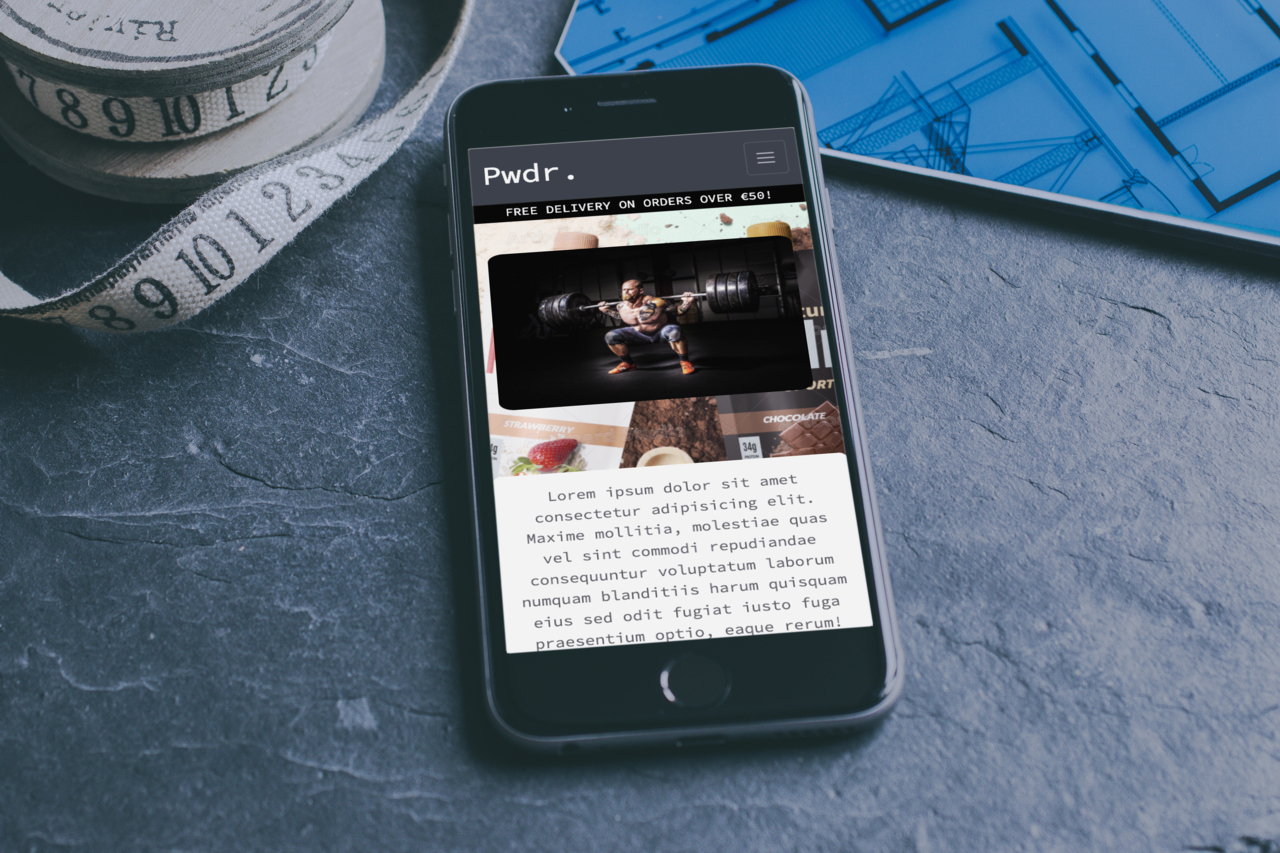 Rivier
7 8 9 10 1 2 3
8 9 10 1 2 3 4
Pwdr.
FREE DELIVERY ON ORDERS OVER €50!
STRAWBERRY
CHOCOLATE
34g
Lorem ipsum dolor sit amet
consectetur adipisicing elit.
Maxime mollitia, molestiae quas
vel sint commodi repudiandae
consequuntur voluptatum laborum
numquam blanditiis harum quisquam
eius sed odit fugiat iusto fuga
praesentium optio, eaque rerum!